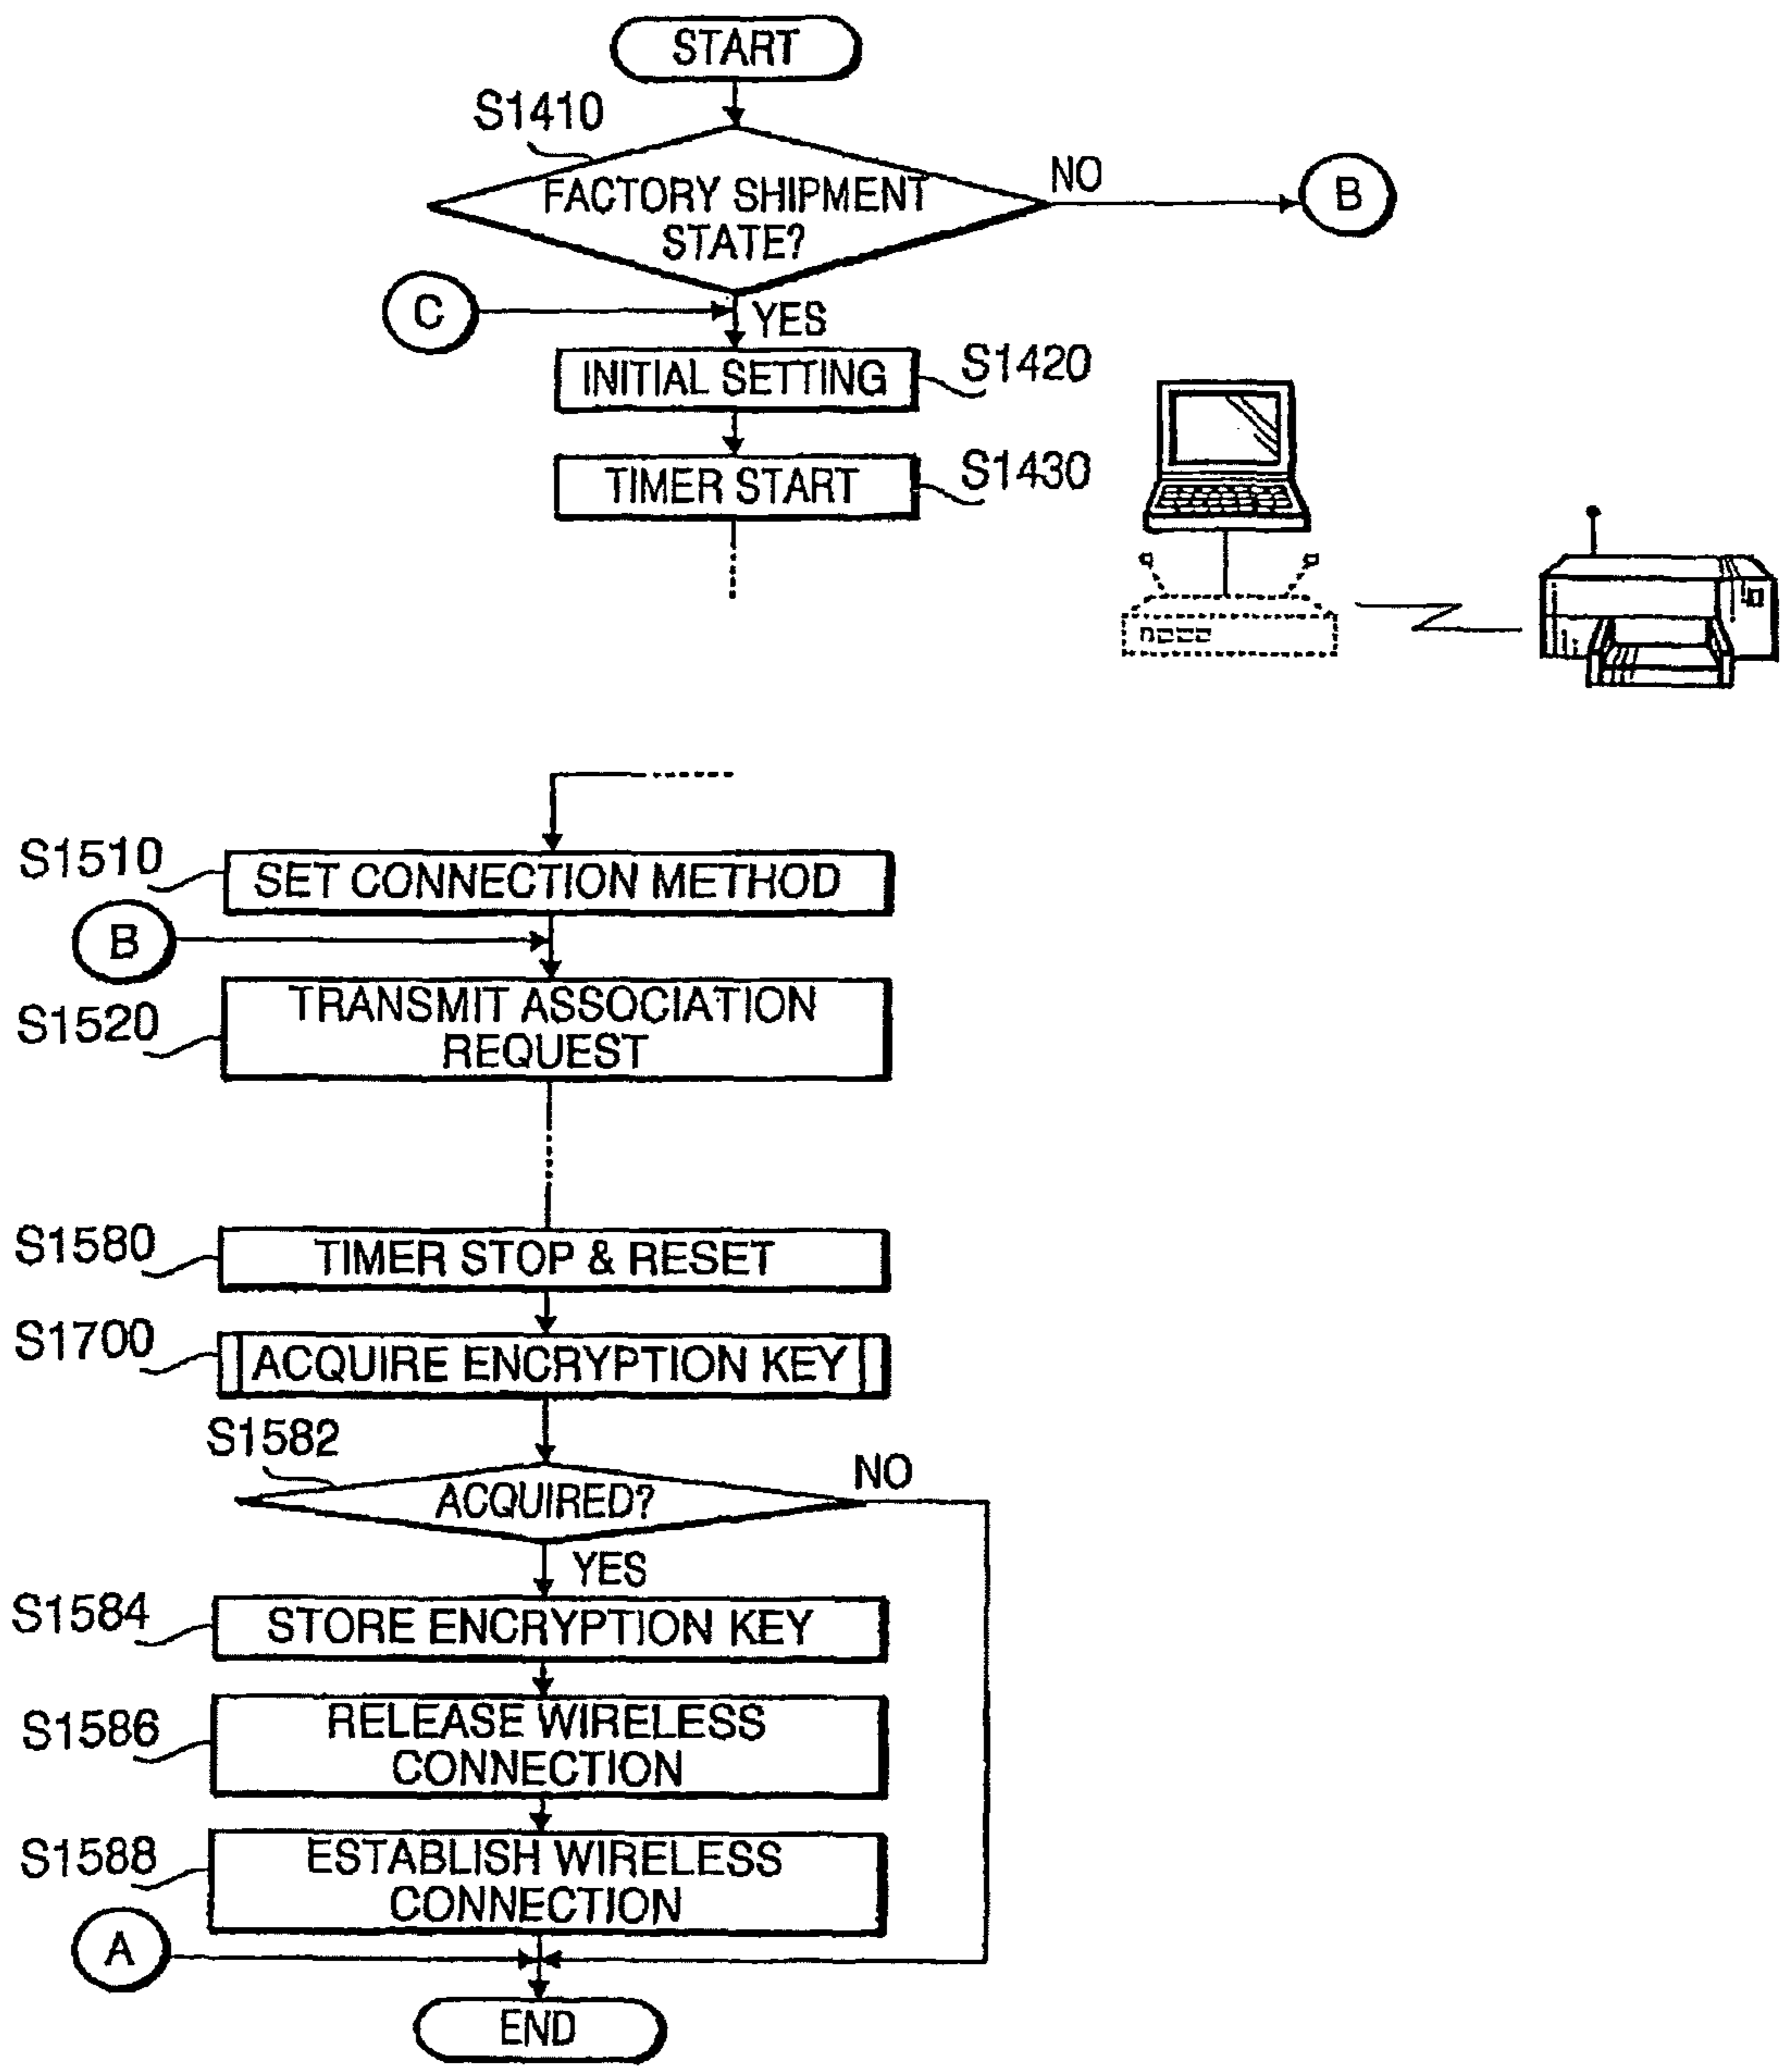 START
S1410
FACTORY SHIPMENT
STATE?
NO
B
C
YES
INITIAL SETTING
S1420
TIMER START
S1430
S1510
SET CONNECTION METHOD
B
S1520
TRANSMIT ASSOCIATION
REQUEST
S1580
TIMER STOP & RESET
S1700
ACQUIRE ENCRYPTION KEY
S1582
ACQUIRED?
NO
YES
S1584
STORE ENCRYPTION KEY
S1586
RELEASE WIRELESS
CONNECTION
S1588
ESTABLISH WIRELESS
CONNECTION
A
END